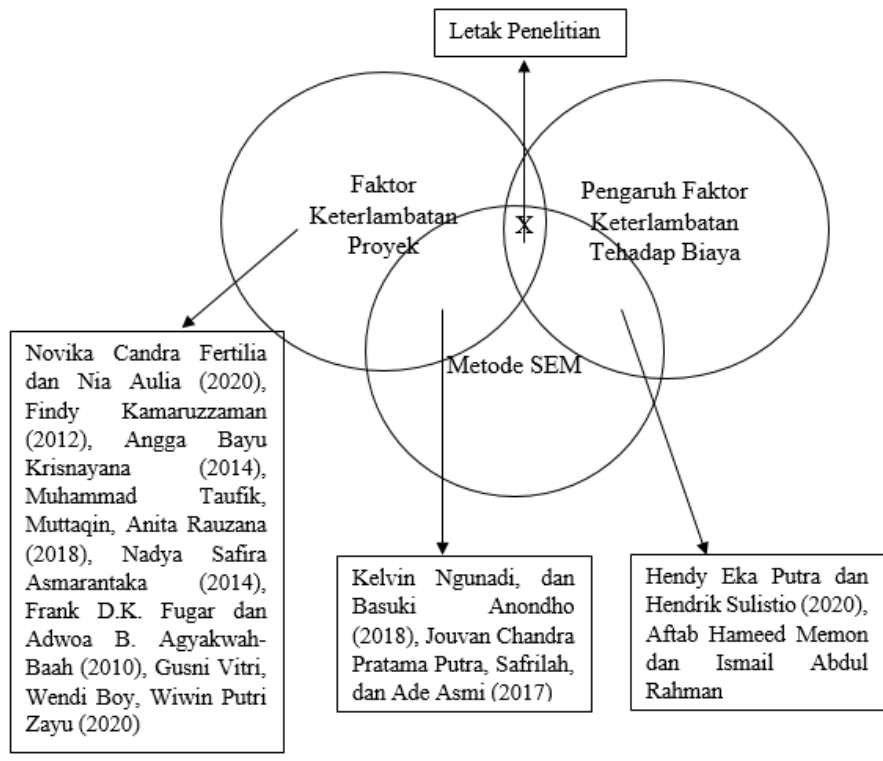 Letak Penelitian
Faktor
Keterlambatan
Proyek
X
Pengaruh Faktor
Keterlambatan
Tehadap Biaya
Metode SEM
Novika Candra Fertilia
dan Nia Aulia (2020),
Findy Kamaruzzaman
(2012), Angga Bayu
Krisnayana (2014),
Muhammad Taufik,
Muttaqin, Anita Rauzana
(2018), Nadya Safira
Asmarantaka (2014),
Frank D.K. Fugar dan
Adwoa B. Agyakwah-
Baah (2010), Gusni Vitri,
Wendi Boy, Wiwin Putri
Zayu (2020)
Kelvin Ngunadi, dan
Basuki Anondho
(2018), Jouvan Chandra
Pratama Putra, Safrilah,
dan Ade Asmi (2017)
Hendy Eka Putra dan
Hendrik Sulistio (2020),
Aftab Hameed Memon
dan Ismail Abdul
Rahman